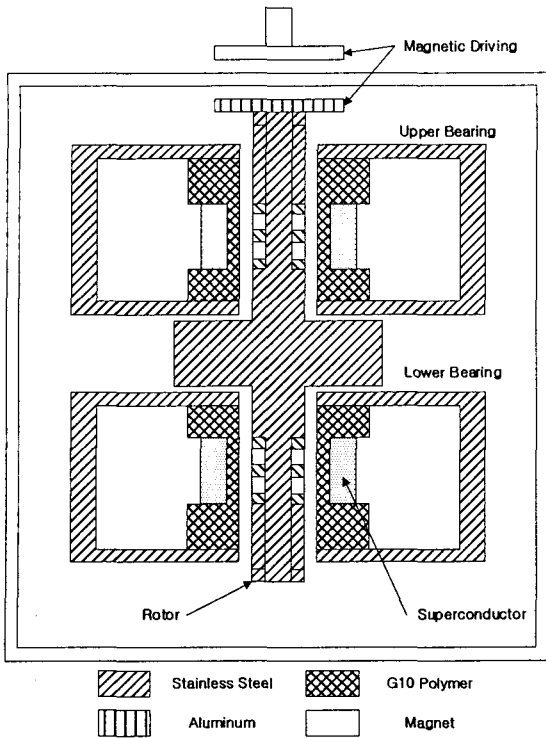 Magnetic Driving
Upper Bearing
Lower Bearing
Rotor
Superconductor
Stainless Steel
G10 Polymer
Aluminum
Magnet